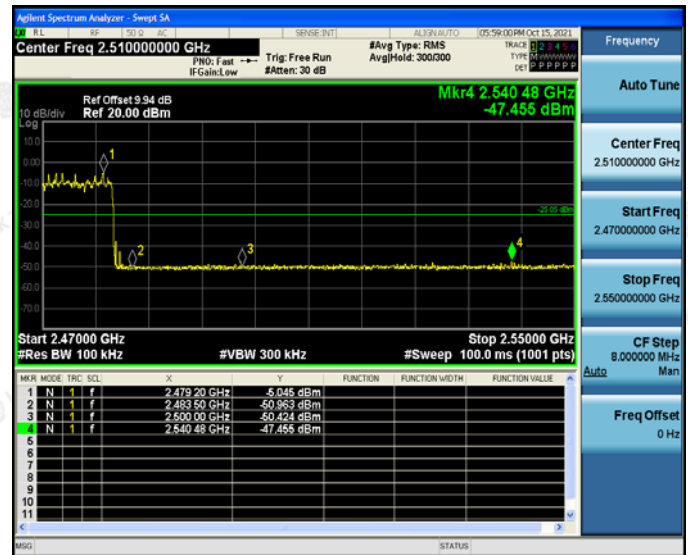 Agilent Spectrum Analyzer - Swept SA
RL RF 50 Ω AC SENSE:INT ALIGN AUTO 05:59:00 PM Oct 15, 2021
Center Freq 2.510000000 GHz #Avg Type: RMS TRACE 1 2 3 4 5 6
PNO: Fast Trig: Free Run Avg|Hold: 300/300 TYPE MWWWWW
IFGain:Low #Atten: 30 dB DET P P P P P P
Mkr4 2.540 48 GHz
-47.455 dBm
Ref Offset 9.94 dB
10 dB/div Ref 20.00 dBm
Log
10.0
0.00
-10.0
-20.0
-30.0
-40.0
-50.0
-60.0
-70.0
1
2
3
4
-25.05 dBm
Start 2.47000 GHz Stop 2.55000 GHz
#Res BW 100 kHz #VBW 300 kHz #Sweep 100.0 ms (1001 pts)
MKR MODE TRC SCL X Y FUNCTION FUNCTION WIDTH FUNCTION VALUE
1 N 1 f 2.479 20 GHz -5.045 dBm
2 N 1 f 2.483 50 GHz -50.963 dBm
3 N 1 f 2.500 00 GHz -50.424 dBm
4 N 1 f 2.540 48 GHz -47.455 dBm
5
6
7
8
9
10
11
MSG STATUS
Frequency
Auto Tune
Center Freq
2.510000000 GHz
Start Freq
2.470000000 GHz
Stop Freq
2.550000000 GHz
CF Step
8.000000 MHz
Auto Man
Freq Offset
0 Hz